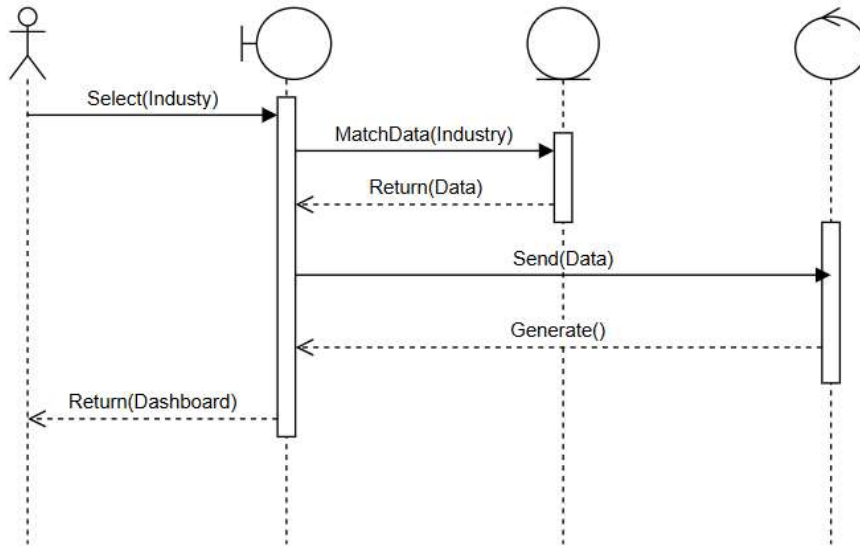 Select(Industy)
MatchData(Industry)
Return(Data)
Send(Data)
Generate()
Return(Dashboard)